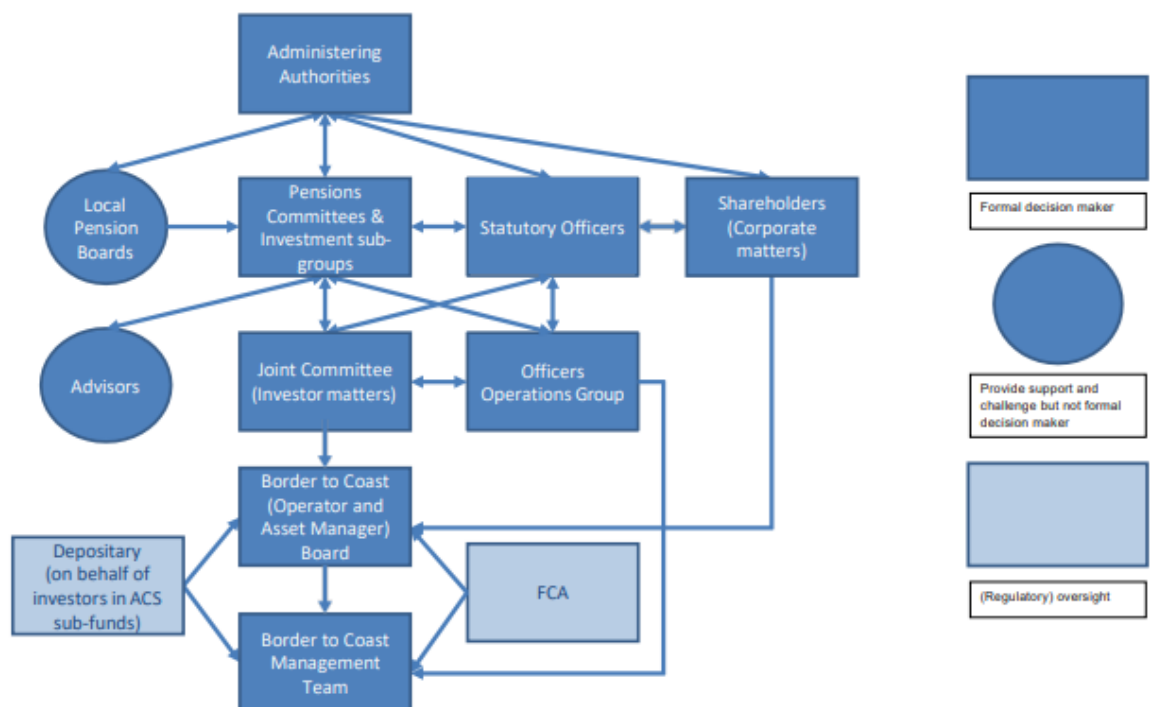 Administering
Authorities
Local
Pension
Boards
Pensions
Committees &
Investment sub-
groups
Statutory Officers
Shareholders
(Corporate
matters)
Formal decision maker
Advisors
Joint Committee
(Investor matters)
Officers
Operations Group
Provide support and
challenge but not formal
decision maker
Border to Coast
(Operator and
Asset Manager)
Board
Depositary
(on behalf of
investors in ACS
sub-funds)
FCA
(Regulatory) oversight
Border to Coast
Management
Team